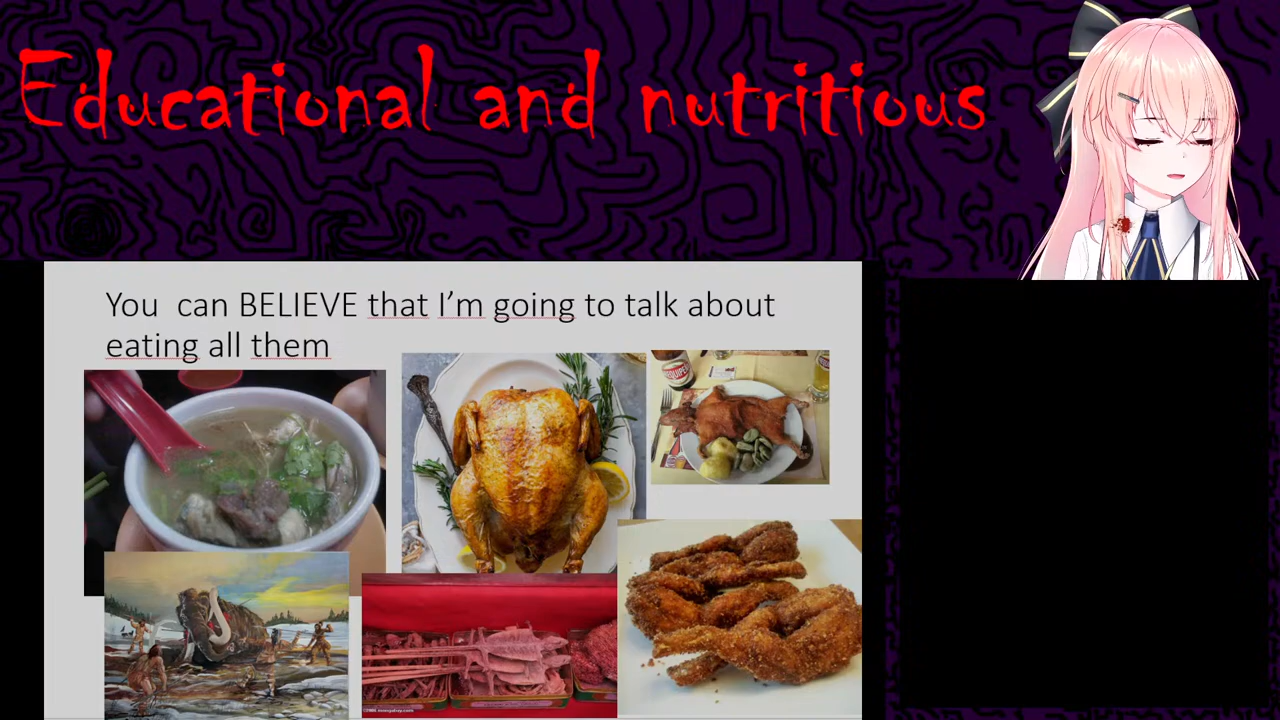 Educational and nutritious
You  can BELIEVE that I'm going to talk about
eating all them